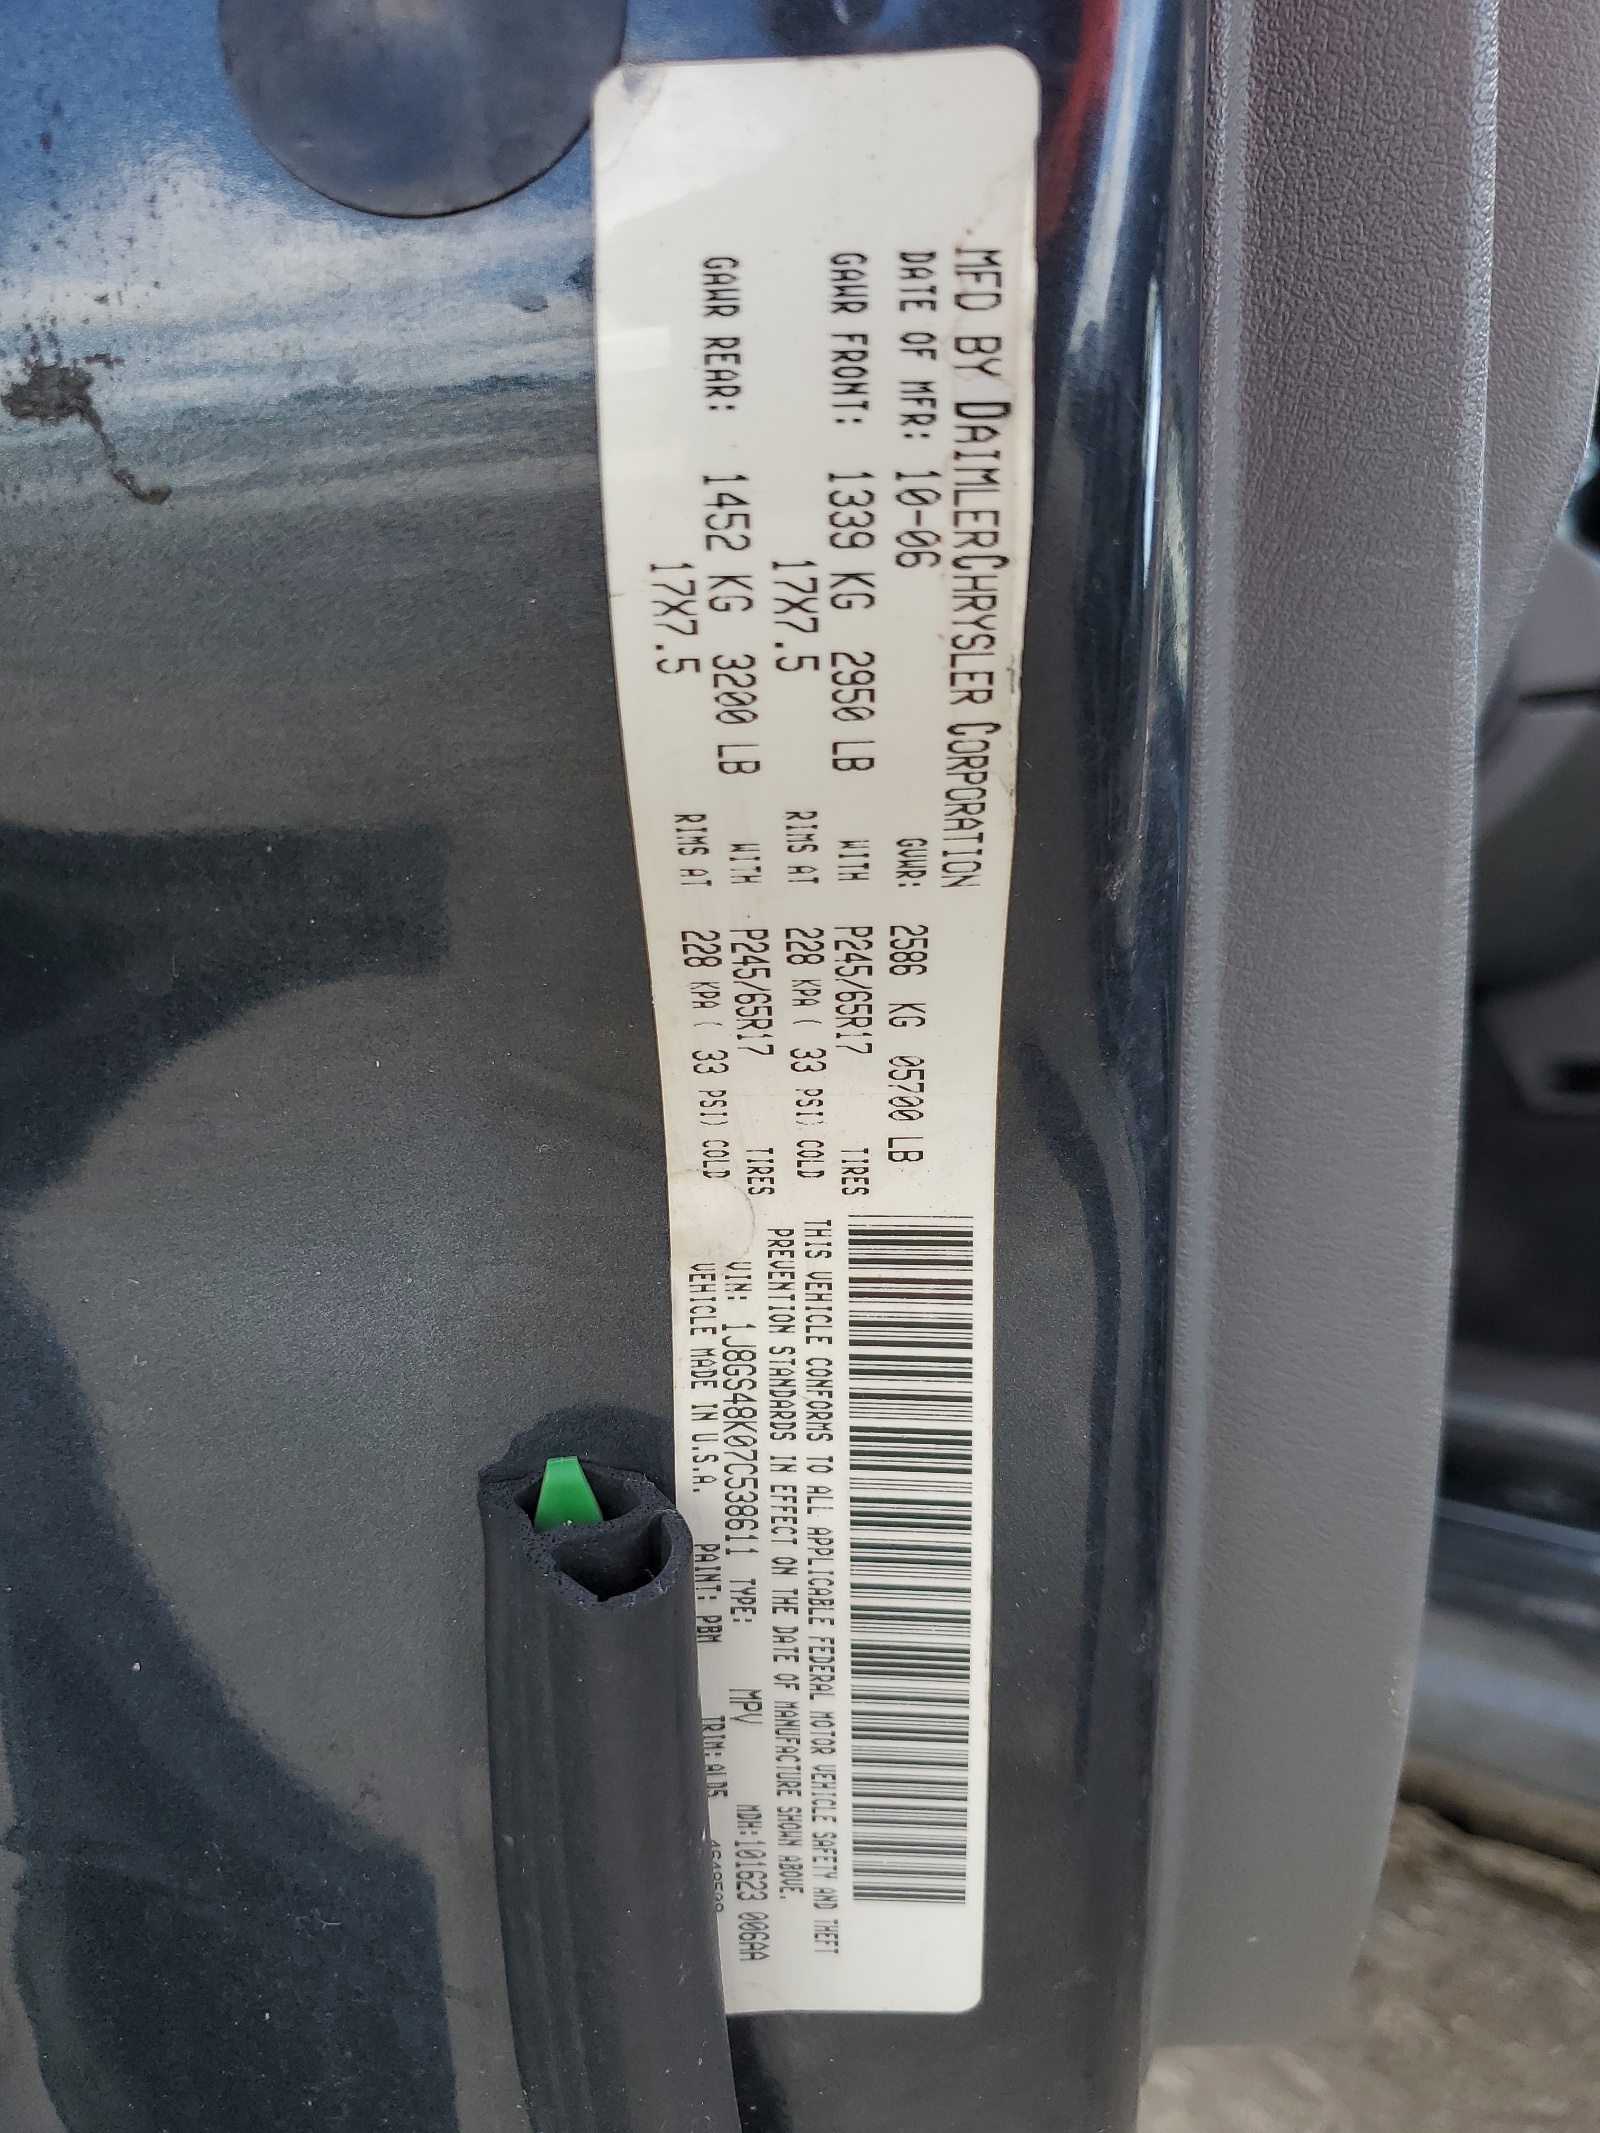 MFD BY DAIMLERCHRYSLER CORPORATION
DATE OF MFR: 10-06 GVWR: 2586 KG 05700 LB
GAWR FRONT: 1339 KG 2950 LB WITH P245/65R17 TIRES
17X7.5 RIMS AT 228 KPA ( 33 PSI) COLD
GAWR REAR: 1452 KG 3200 LB WITH P245/65R17 TIRES
17X7.5 RIMS AT 228 KPA ( 33 PSI) COLD
THIS VEHICLE CONFORMS TO ALL APPLICABLE FEDERAL MOTOR VEHICLE SAFETY AND THEFT
PREVENTION STANDARDS IN EFFECT ON THE DATE OF MANUFACTURE SHOWN ABOVE.
VIN: 1J8GS48K07C538611 TYPE: MPV MDH:101623 006AA
VEHICLE MADE IN U.S.A. PAINT: PBM TRIM: